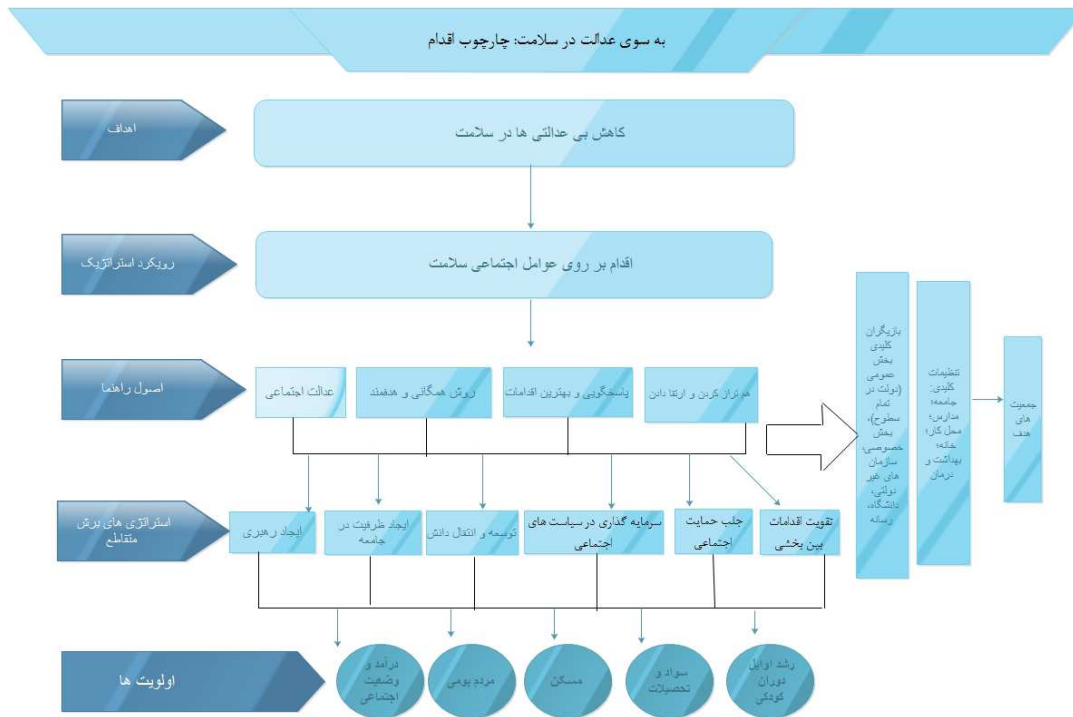 به سوی عدالت در سلامت: چارچوب اقدام
اهداف
کاهش بی عدالتی ها در سلامت
رویکرد استراتژیک
اقدام بر روی عوامل اجتماعی سلامت
اصول راهنما
عدالت اجتماعی
روش همگانی و هدفمند
پاسخگویی و بهترین اقدامات
هم تراز کردن و ارتقا دادن
بازیگران
کلیدی
بخش
عمومی
(دولت در
تمام
سطوح)،
بخش
خصوصی،
سازمان
های غیر
دولتی،
دانشگاه،
رسانه
تنظیمات
کلیدی:
جامعه؛
مدارس؛
محل کار؛
خانه؛
بهداشت و
درمان
جمعیت
های
هدف
استراتژی های برش
متقاطع
ایجاد رهبری
ایجاد ظرفیت در
جامعه
توسعه و انتقال دانش
سرمایه گذاری در سیاست های
اجتماعی
جلب حمایت
اجتماعی
تقویت اقدامات
بین بخشی
اولویت ها
درآمد و
وضعیت
اجتماعی
مردم بومی
مسکن
سواد و
تحصیلات
رشد اوایل
دوران
کودکی